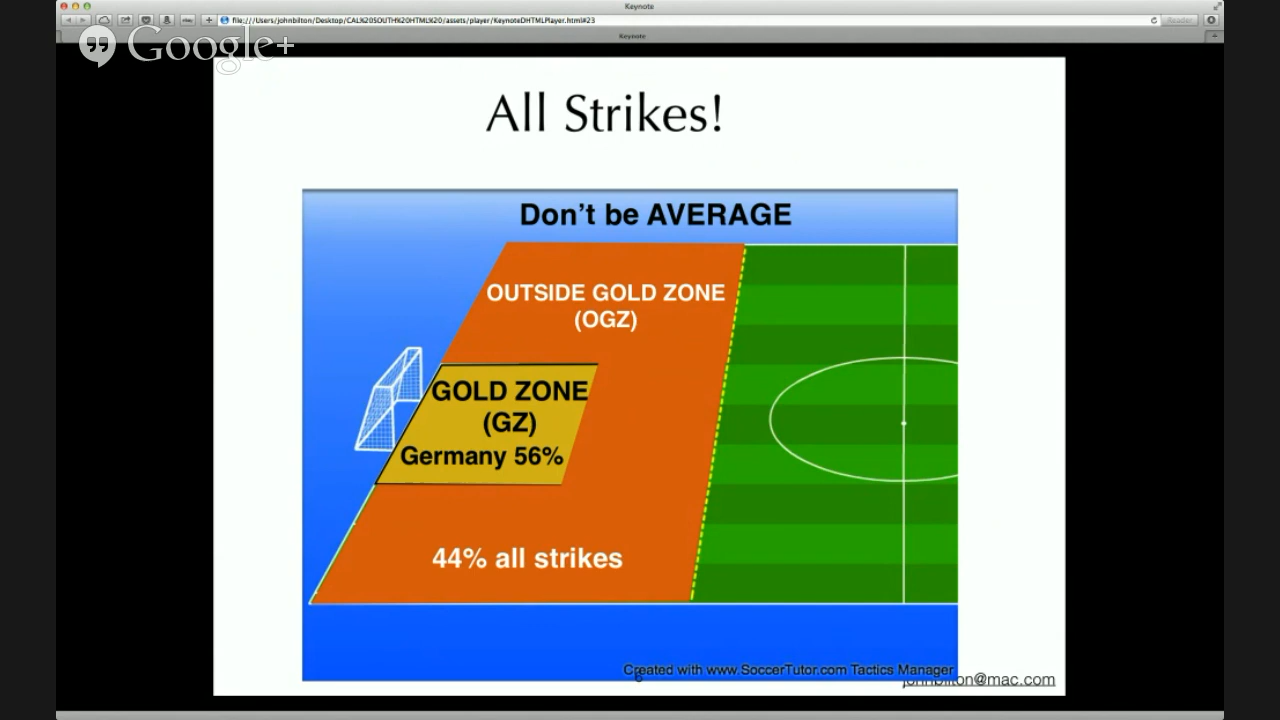 Keynote
file:///Users/johnbilton/Desktop/CAL%20SOUTH%20HTML%20/assets/player/KeynoteDHTMLPlayer.html#23
Reader
Keynote
Google+
All Strikes!
Don't be AVERAGE
OUTSIDE GOLD ZONE
(OGZ)
GOLD ZONE
(GZ)
Germany 56%
44% all strikes
Created with www.SoccerTutor.com Tactics Manager
johnbilton@mac.com